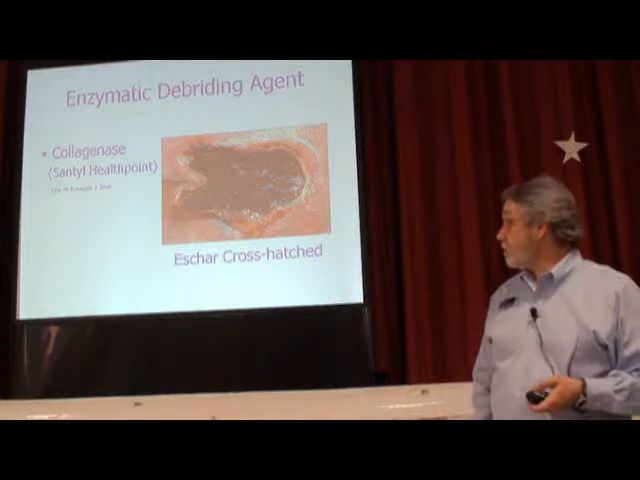 Enzymatic Debriding Agent
• Collagenase
(Santyl Healthpoint)
Eschar Cross-hatched